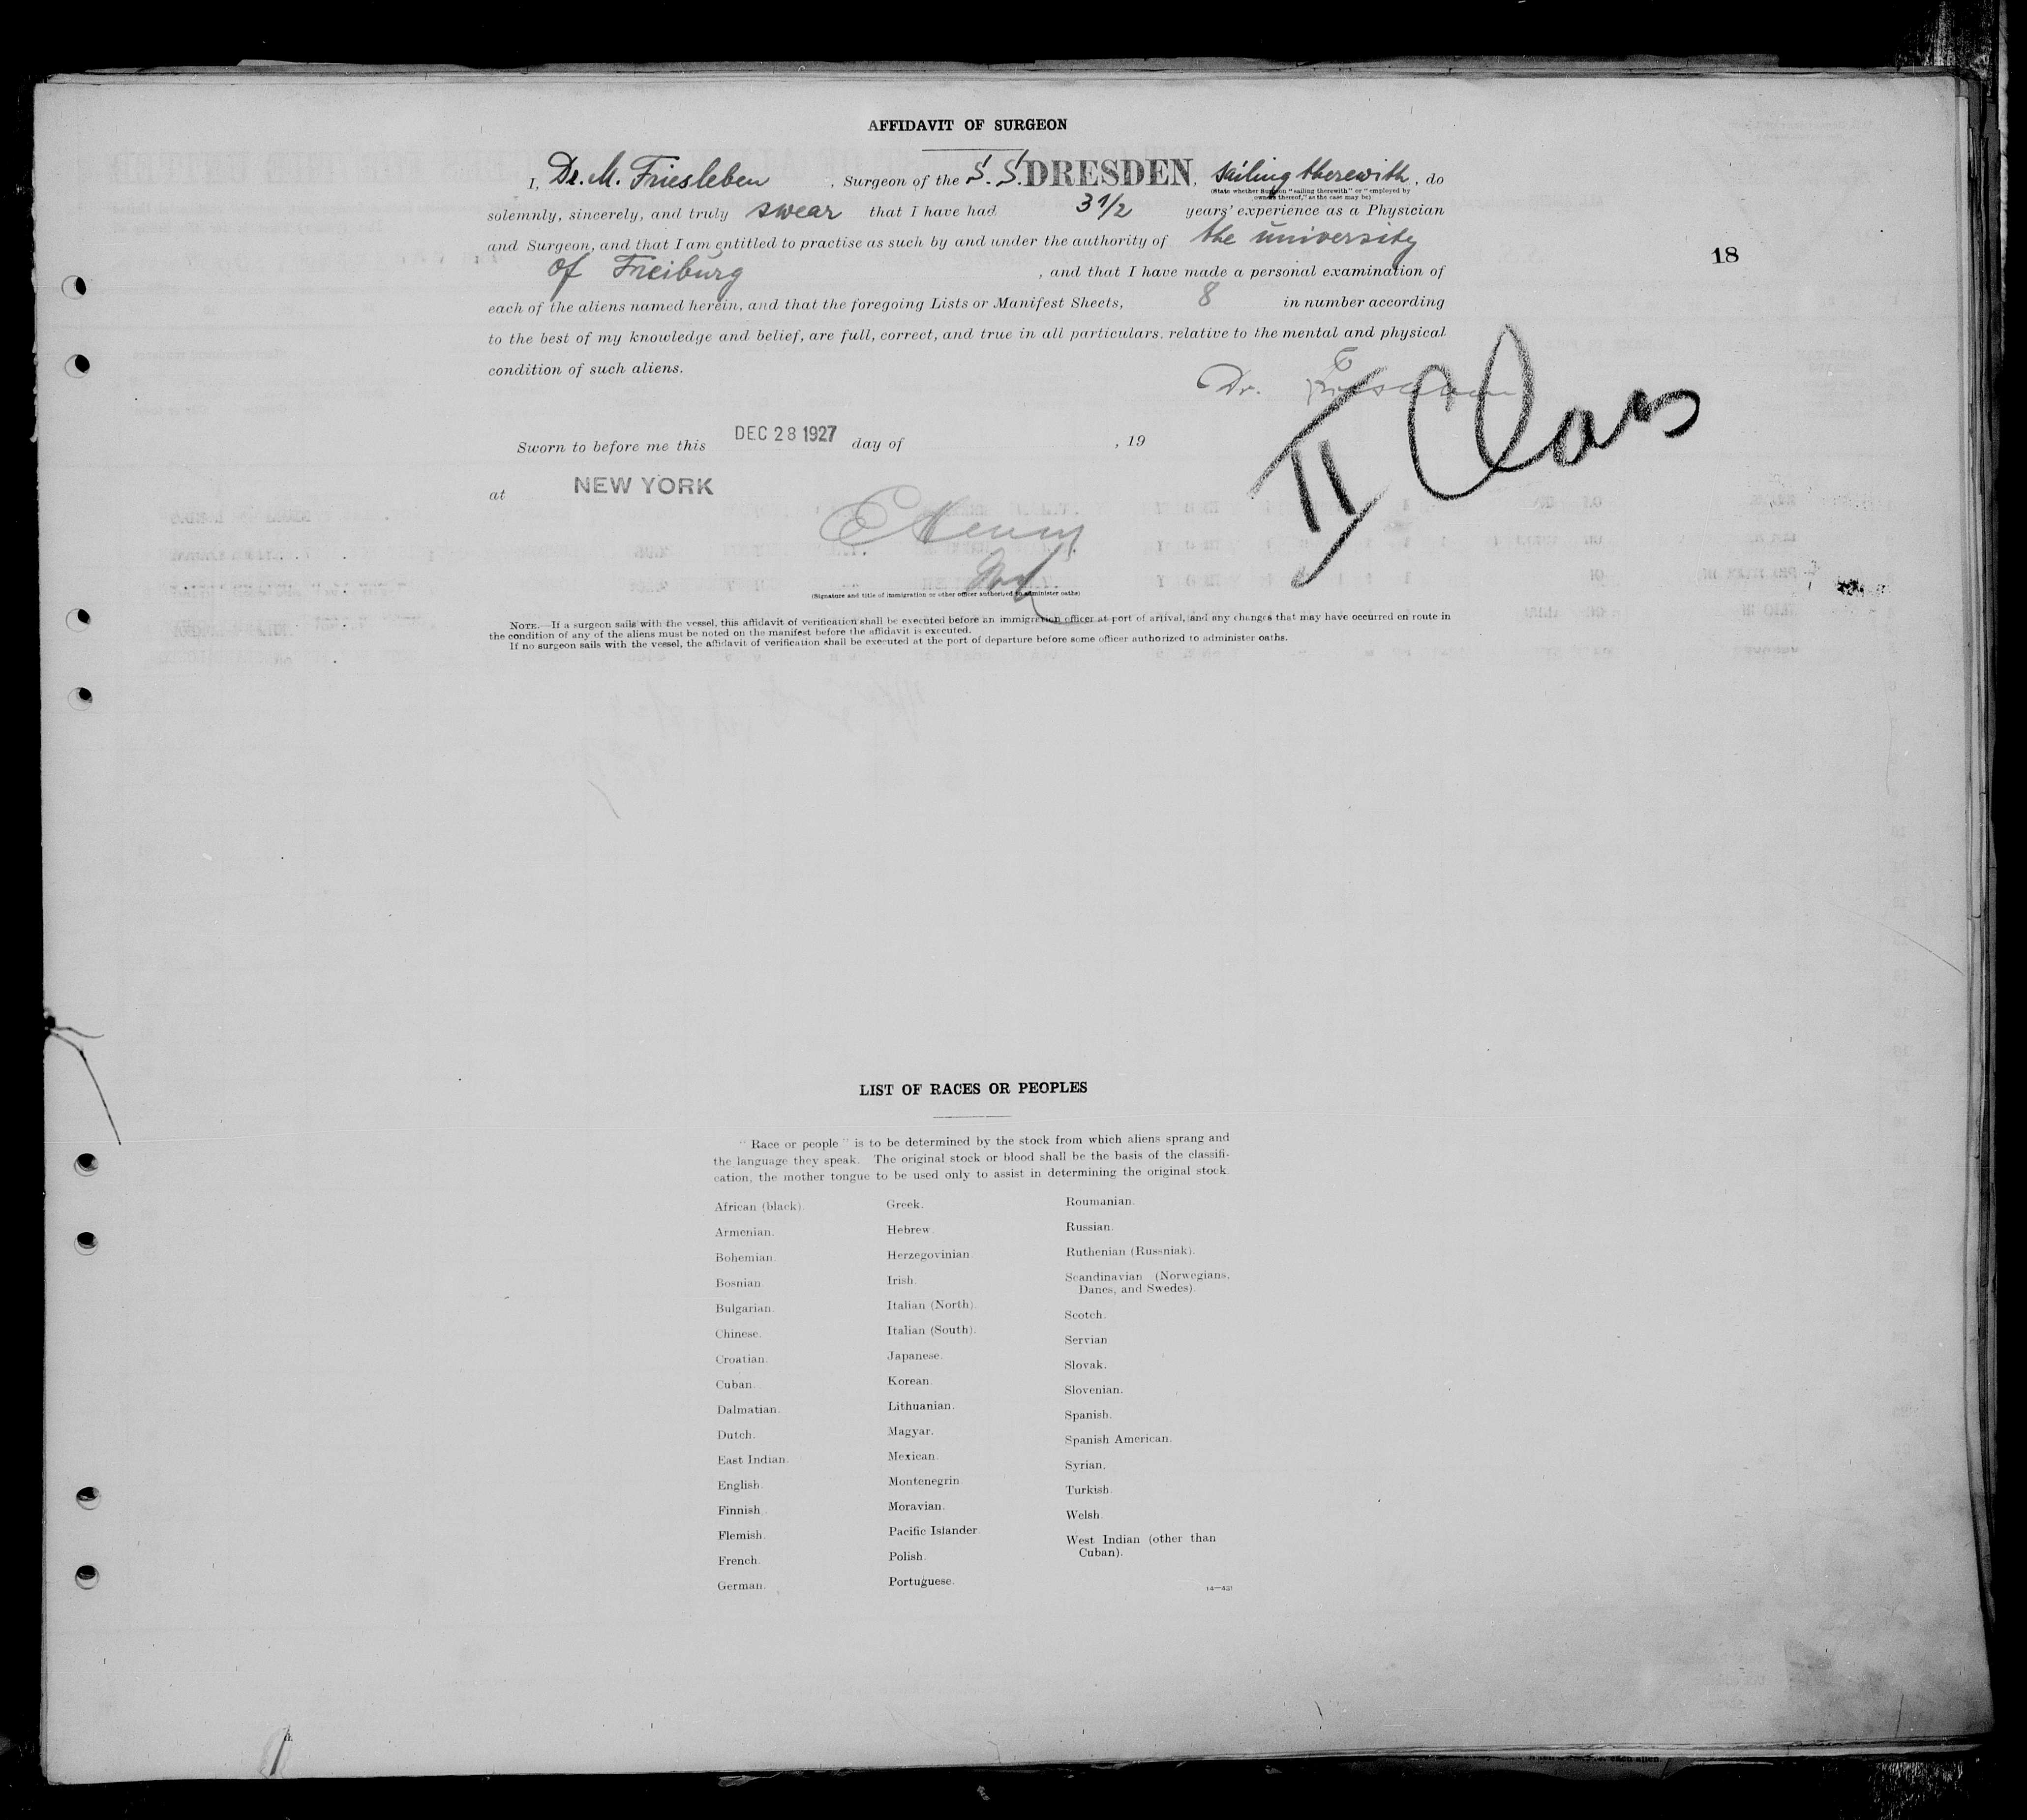 AFFIDAVIT OF SURGEON
I, Dr. M. Friesleben, Surgeon of the S. S. DRESDEN, sailing therewith, do
(State whether Surgeon "sailing therewith" or "employed by
owners thereof," as the case may be)
solemnly, sincerely, and truly swear that I have had 3 1/2 years' experience as a Physician
and Surgeon, and that I am entitled to practise as such by and under the authority of the university
18
of Freiburg, and that I have made a personal examination of
each of the aliens named herein, and that the foregoing Lists or Manifest Sheets, 8 in number according
to the best of my knowledge and belief, are full, correct, and true in all particulars, relative to the mental and physical
condition of such aliens.
Dr.
II Class
Sworn to before me this DEC 28 1927 day of , 19
at NEW YORK
(Signature and title of immigration or other officer authorized to administer oaths)
NOTE.—If a surgeon sails with the vessel, this affidavit of verification shall be executed before an immigration officer at port of arrival, and any changes that may have occurred en route in
the condition of any of the aliens must be noted on the manifest before the affidavit is executed.
If no surgeon sails with the vessel, the affidavit of verification shall be executed at the port of departure before some officer authorized to administer oaths.
LIST OF RACES OR PEOPLES
"Race or people" is to be determined by the stock from which aliens sprang and
the language they speak. The original stock or blood shall be the basis of the classifi-
cation, the mother tongue to be used only to assist in determining the original stock.
African (black).
Armenian.
Bohemian.
Bosnian.
Bulgarian.
Chinese.
Croatian.
Cuban.
Dalmatian.
Dutch.
East Indian.
English.
Finnish.
Flemish.
French.
German.
Greek.
Hebrew.
Herzegovinian.
Irish.
Italian (North).
Italian (South).
Japanese.
Korean.
Lithuanian.
Magyar.
Mexican.
Montenegrin.
Moravian.
Pacific Islander.
Polish.
Portuguese.
Roumanian.
Russian.
Ruthenian (Russniak).
Scandinavian (Norwegians,
Danes, and Swedes).
Scotch.
Servian
Slovak.
Slovenian.
Spanish.
Spanish American.
Syrian.
Turkish.
Welsh.
West Indian (other than
Cuban).
14—421